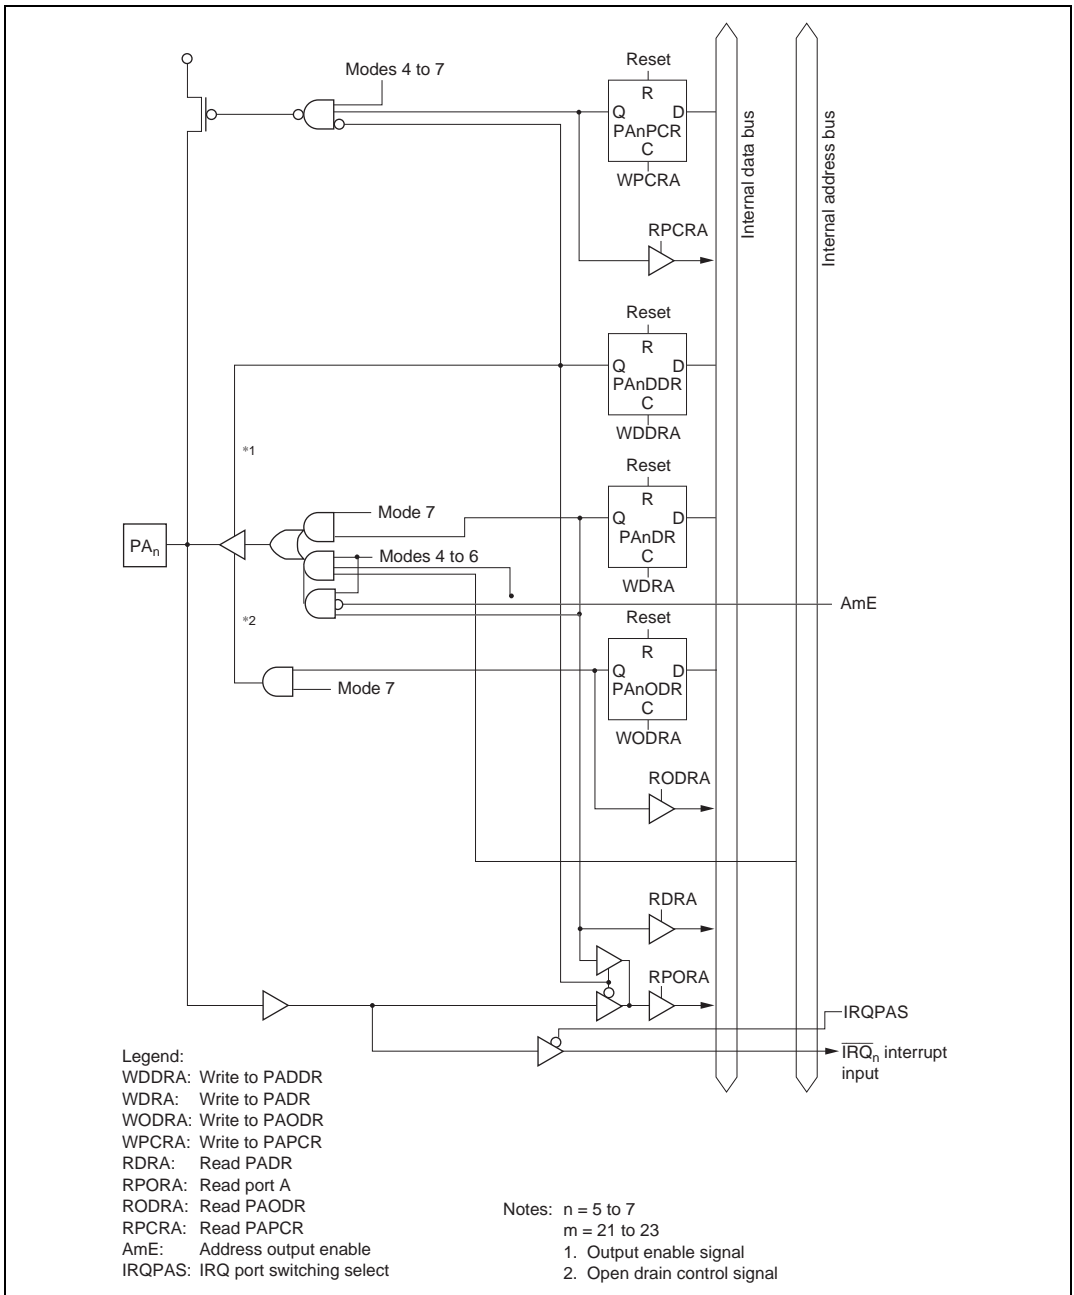 Modes 4 to 7
Reset
R
Q D
PAnPCR
C
WPCRA
Internal data bus
Internal address bus
RPCRA
Reset
R
Q D
PAnDDR
C
WDDRA
*1
Reset
R
Q D
PAnDR
C
WDRA
Mode 7
PAn
Modes 4 to 6
AmE
*2
Reset
R
Q D
PAnODR
C
WODRA
Mode 7
RODRA
RDRA
RPORA
IRQPAS
IRQn interrupt
input
Legend:
WDDRA: Write to PADDR
WDRA: Write to PADR
WODRA: Write to PAODR
WPCRA: Write to PAPCR
RDRA: Read PADR
RPORA: Read port A
RODRA: Read PAODR
RPCRA: Read PAPCR
AmE: Address output enable
IRQPAS: IRQ port switching select
Notes: n = 5 to 7
m = 21 to 23
1. Output enable signal
2. Open drain control signal